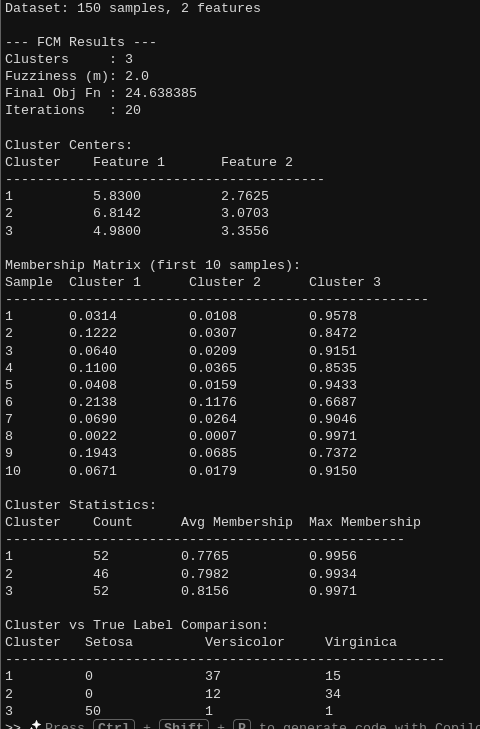 Dataset: 150 samples, 2 features
--- FCM Results ---
Clusters     : 3
Fuzziness (m): 2.0
Final Obj Fn : 24.638385
Iterations   : 20
Cluster Centers:
Cluster    Feature 1       Feature 2
----------------------------------------
1          5.8300          2.7625
2          6.8142          3.0703
3          4.9800          3.3556
Membership Matrix (first 10 samples):
Sample  Cluster 1      Cluster 2      Cluster 3
-----------------------------------------------------
1       0.0314         0.0108         0.9578
2       0.1222         0.0307         0.8472
3       0.0640         0.0209         0.9151
4       0.1100         0.0365         0.8535
5       0.0408         0.0159         0.9433
6       0.2138         0.1176         0.6687
7       0.0690         0.0264         0.9046
8       0.0022         0.0007         0.9971
9       0.1943         0.0685         0.7372
10      0.0671         0.0179         0.9150
Cluster Statistics:
Cluster    Count      Avg Membership  Max Membership
--------------------------------------------------
1          52         0.7765          0.9956
2          46         0.7982          0.9934
3          52         0.8156          0.9971
Cluster vs True Label Comparison:
Cluster   Setosa         Versicolor     Virginica
-------------------------------------------------------
1         0              37             15
2         0              12             34
3         50             1              1
>> Press Ctrl + Shift + P to generate code with Copilo